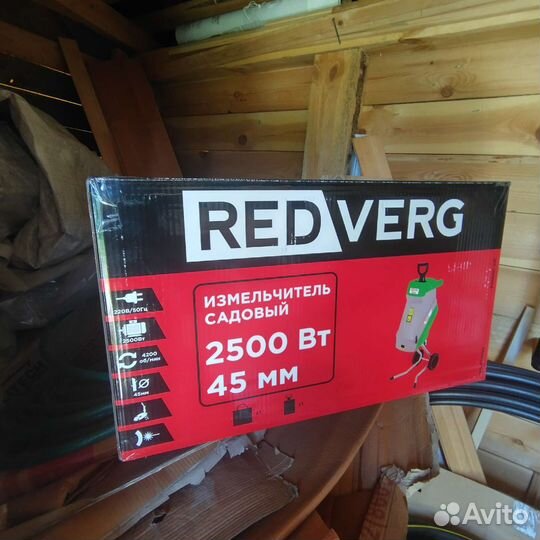 REDVERG
ИЗМЕЛЬЧИТЕЛЬ
САДОВЫЙ
2500 Вт
45 мм
220В/50Гц
2500Вт
4200
об/мин
45мм
Avito